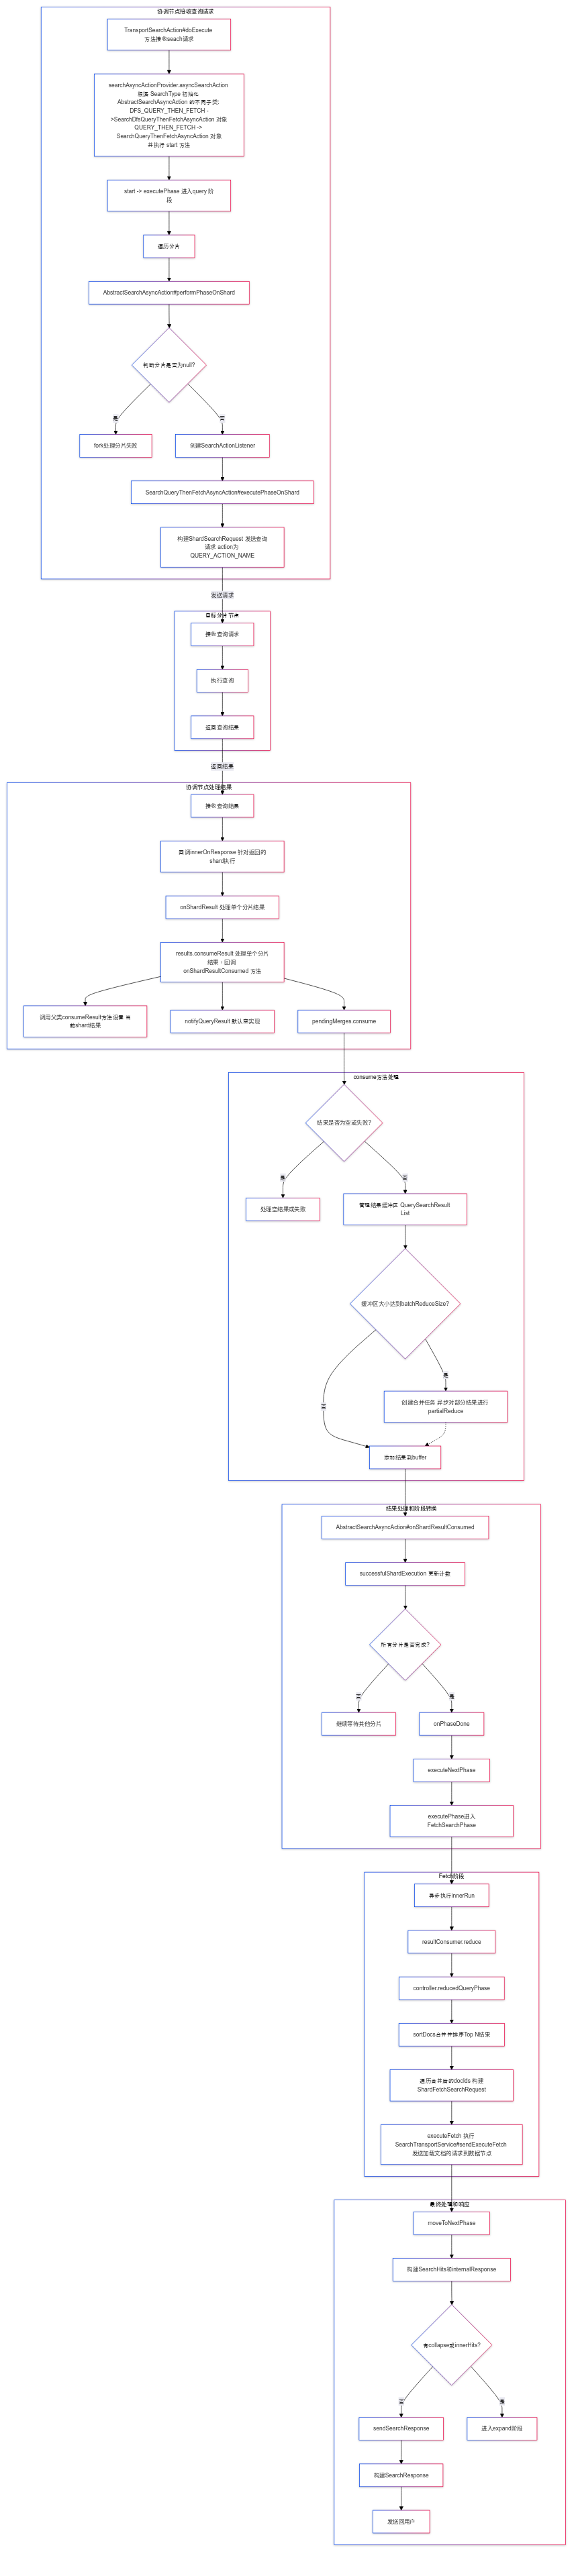 协调节点接收查询请求
TransportSearchAction#doExecute
方法接收seach请求
searchAsyncActionProvider.asyncSearchAction
根据 SearchType 初始化
AbstractSearchAsyncAction 的不同子类:
DFS_QUERY_THEN_FETCH -
>SearchDfsQueryThenFetchAsyncAction 对象
QUERY_THEN_FETCH ->
SearchQueryThenFetchAsyncAction 对象
并执行 start 方法
start -> executePhase 进入query 阶
段
遍历分片
AbstractSearchAsyncAction#performPhaseOnShard
判断分片是否为null?
是
否
fork处理分片失败
创建SearchActionListener
SearchQueryThenFetchAsyncAction#executePhaseOnShard
构建ShardSearchRequest 发送查询
请求 action为
QUERY_ACTION_NAME
发送请求
目标分片节点
接收查询请求
执行查询
返回查询结果
返回结果
协调节点处理结果
接收查询结果
回调innerOnResponse 针对返回的
shard执行
onShardResult 处理单个分片结果
results.consumeResult 处理单个分片
结果，回调
onShardResultConsumed 方法
调用父类consumeResult方法设置 当
前shard结果
notifyQueryResult 默认空实现
pendingMerges.consume
consume方法处理
结果是否为空或失败?
是
否
处理空结果或失败
管理结果缓冲区 QuerySearchResult
List
缓冲区大小达到batchReduceSize?
是
否
创建合并任务 异步对部分结果进行
partialReduce
添加结果到buffer
结果处理和阶段转换
AbstractSearchAsyncAction#onShardResultConsumed
successfulShardExecution 更新计数
所有分片是否完成?
否
是
继续等待其他分片
onPhaseDone
executeNextPhase
executePhase进入
FetchSearchPhase
Fetch阶段
异步执行innerRun
resultConsumer.reduce
controller.reducedQueryPhase
sortDocs合并并排序Top N结果
遍历合并后的docIds 构建
ShardFetchSearchRequest
executeFetch 执行
SearchTransportService#sendExecuteFetch
发送加载文档的请求到数据节点
最终处理和响应
moveToNextPhase
构建SearchHits和internalResponse
有collapse或innerHits?
否
是
sendSearchResponse
进入expand阶段
构建SearchResponse
发送回用户